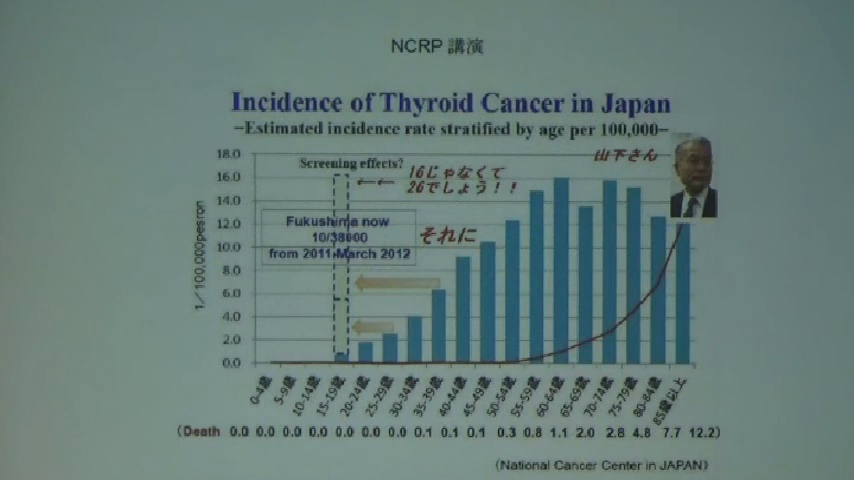 NCRP 講演
Incidence of Thyroid Cancer in Japan
−Estimated incidence rate stratified by age per 100,000−
Screening effects?
←← 16じゃなくて
26でしょう！！
山下さん
Fukushima now
10/38000
from 2011-March 2012
それに
1／100,000pesron
18.0
16.0
14.0
12.0
10.0
8.0
6.0
4.0
2.0
0.0
0-4歳 5-9歳 10-14歳 15-19歳 20-24歳 25-29歳 30-34歳 35-39歳 40-44歳 45-49歳 50-54歳 55-59歳 60-64歳 65-69歳 70-74歳 75-79歳 80-84歳 85歳以上
(Death 0.0 0.0 0.0 0.0 0.0 0.0 0.0 0.1 0.1 0.1 0.3 0.8 1.1 2.0 2.8 4.8 7.7 12.2)
(National Cancer Center in JAPAN)